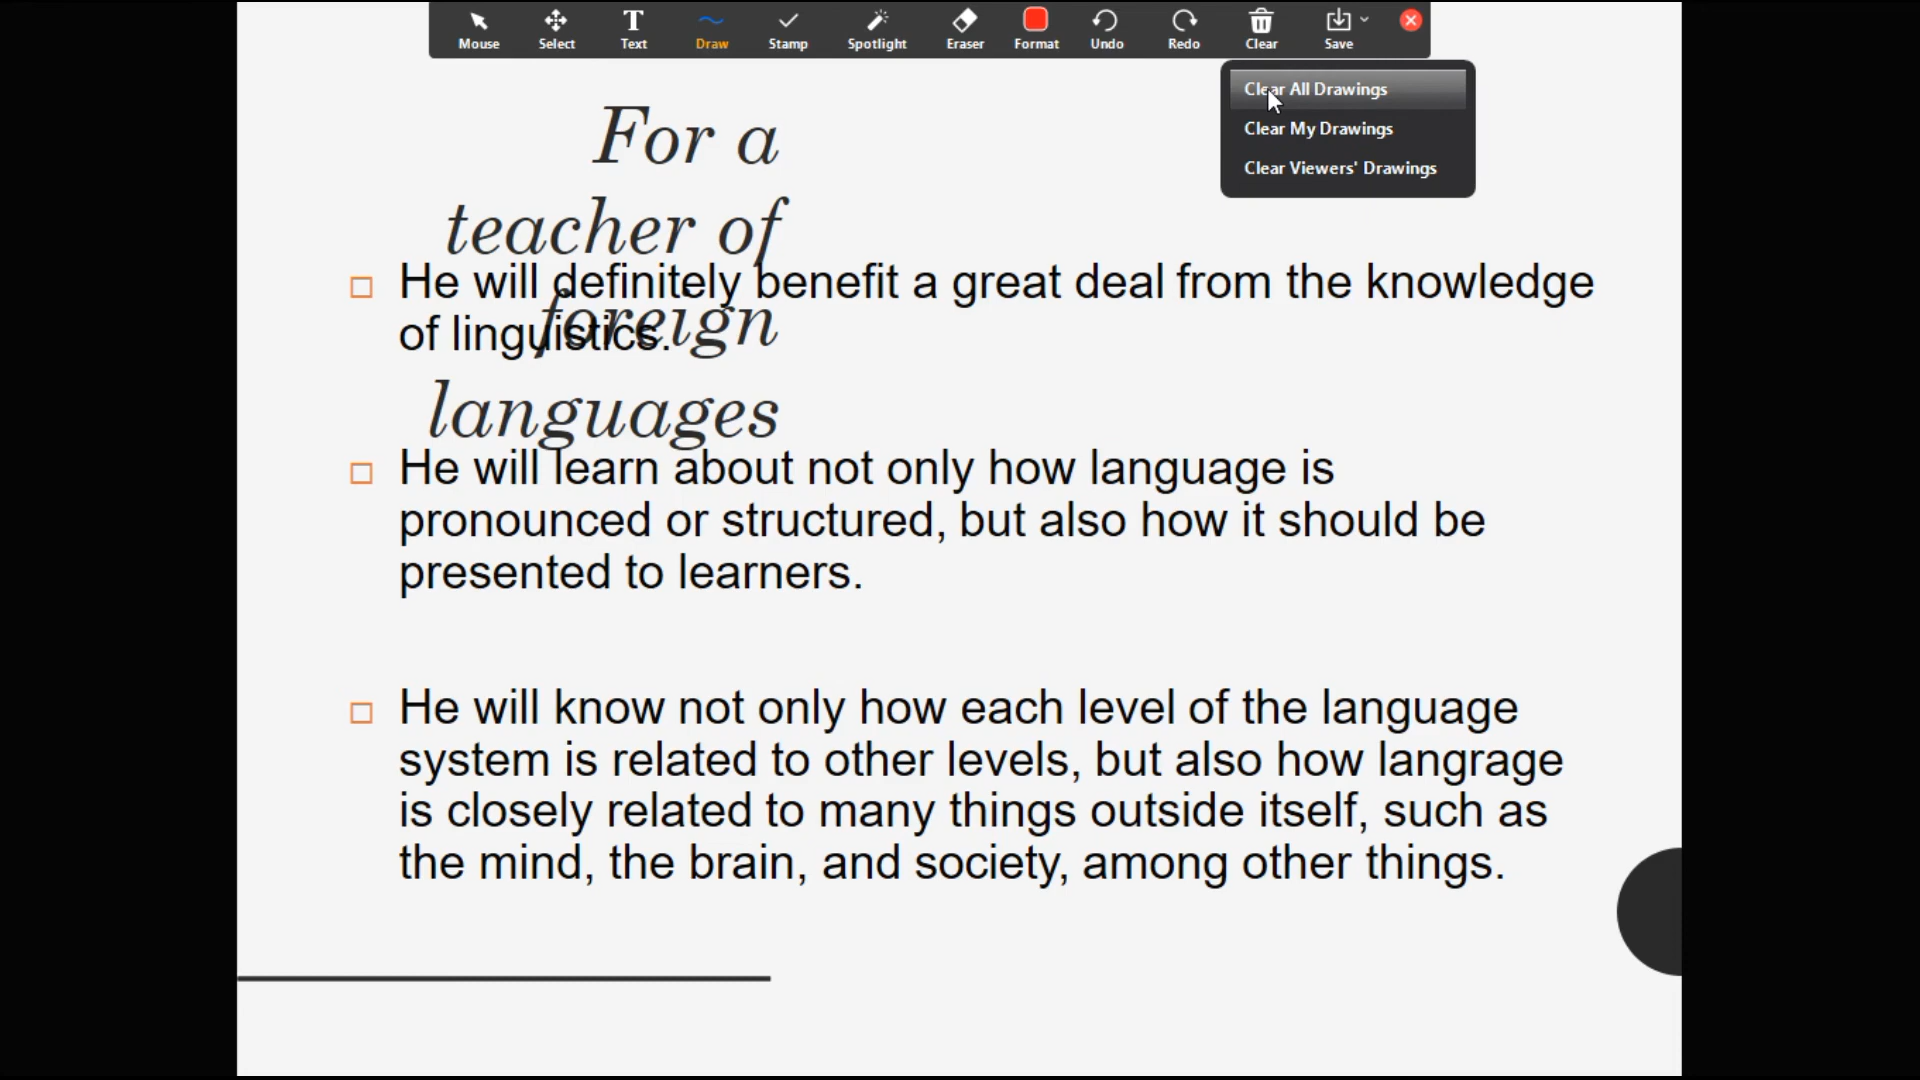 Mouse Select Text Draw Stamp Spotlight Eraser Format Undo Redo Clear Save
Clear All Drawings
Clear My Drawings
Clear Viewers' Drawings
For a
teacher of
foreign
languages
He will definitely benefit a great deal from the knowledge
of linguistics.
He will learn about not only how language is
pronounced or structured, but also how it should be
presented to learners.
He will know not only how each level of the language
system is related to other levels, but also how langrage
is closely related to many things outside itself, such as
the mind, the brain, and society, among other things.